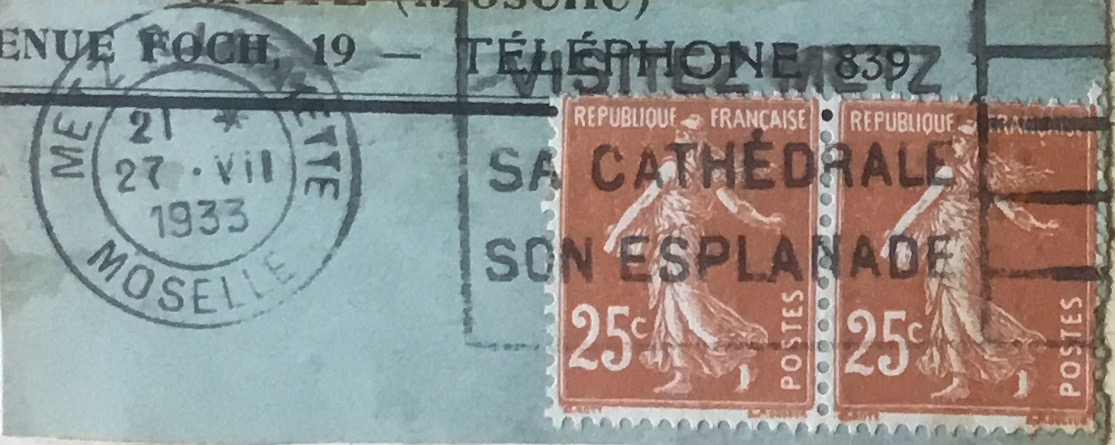 (Moselle)
ENUE FOCH, 19 — TÉLÉPHONE 839
21 *
27 · VII
1933
MOSELLE
VISITEZ METZ
SA CATHÉDRALE
SON ESPLANADE
REPUBLIQUE FRANÇAISE
25c
POSTES
REPUBLIQUE FRANÇAISE
25c
POSTES